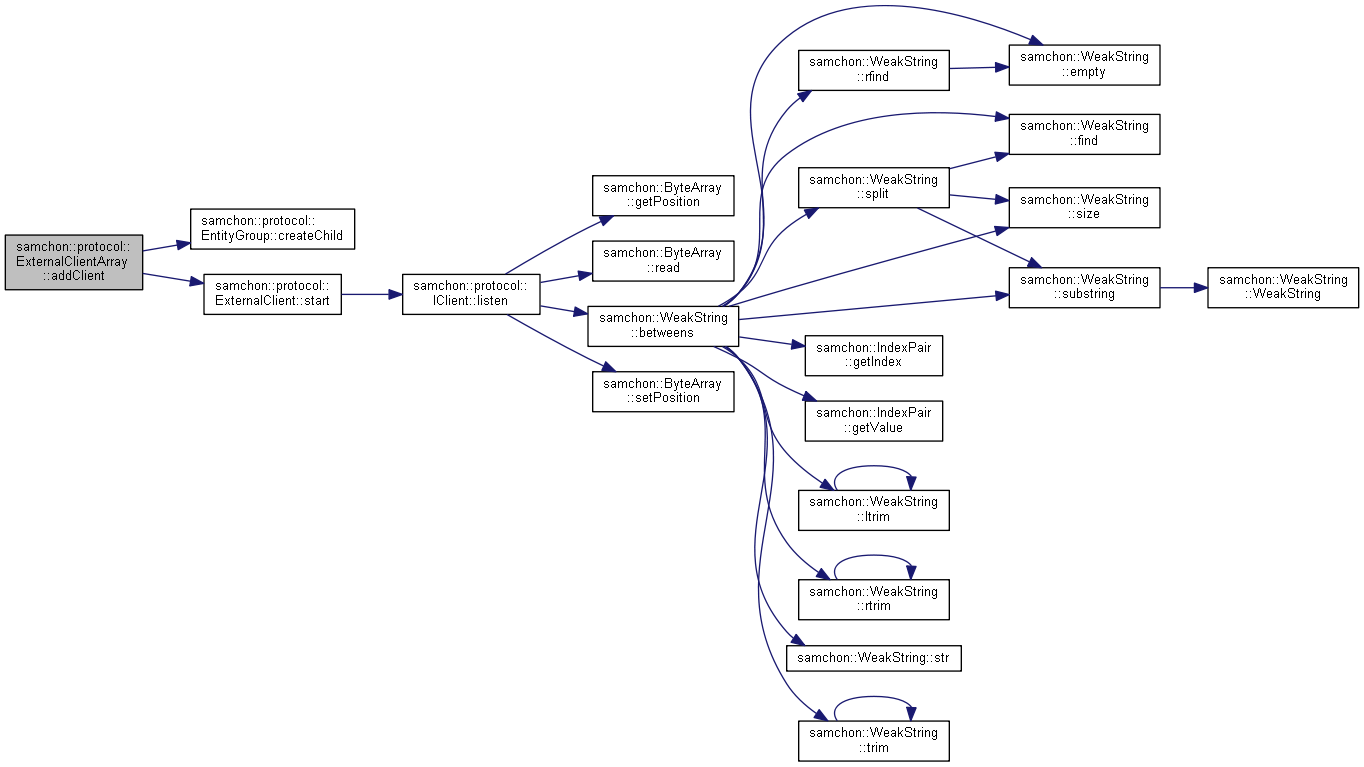 samchon::protocol::
ExternalClientArray
::addClient
samchon::protocol::
EntityGroup::createChild
samchon::protocol::
ExternalClient::start
samchon::protocol::
IClient::listen
samchon::ByteArray
::getPosition
samchon::ByteArray
::read
samchon::WeakString
::betweens
samchon::ByteArray
::setPosition
samchon::WeakString
::rfind
samchon::WeakString
::split
samchon::IndexPair
::getIndex
samchon::IndexPair
::getValue
samchon::WeakString
::ltrim
samchon::WeakString
::rtrim
samchon::WeakString::str
samchon::WeakString
::trim
samchon::WeakString
::empty
samchon::WeakString
::find
samchon::WeakString
::size
samchon::WeakString
::substring
samchon::WeakString
::WeakString